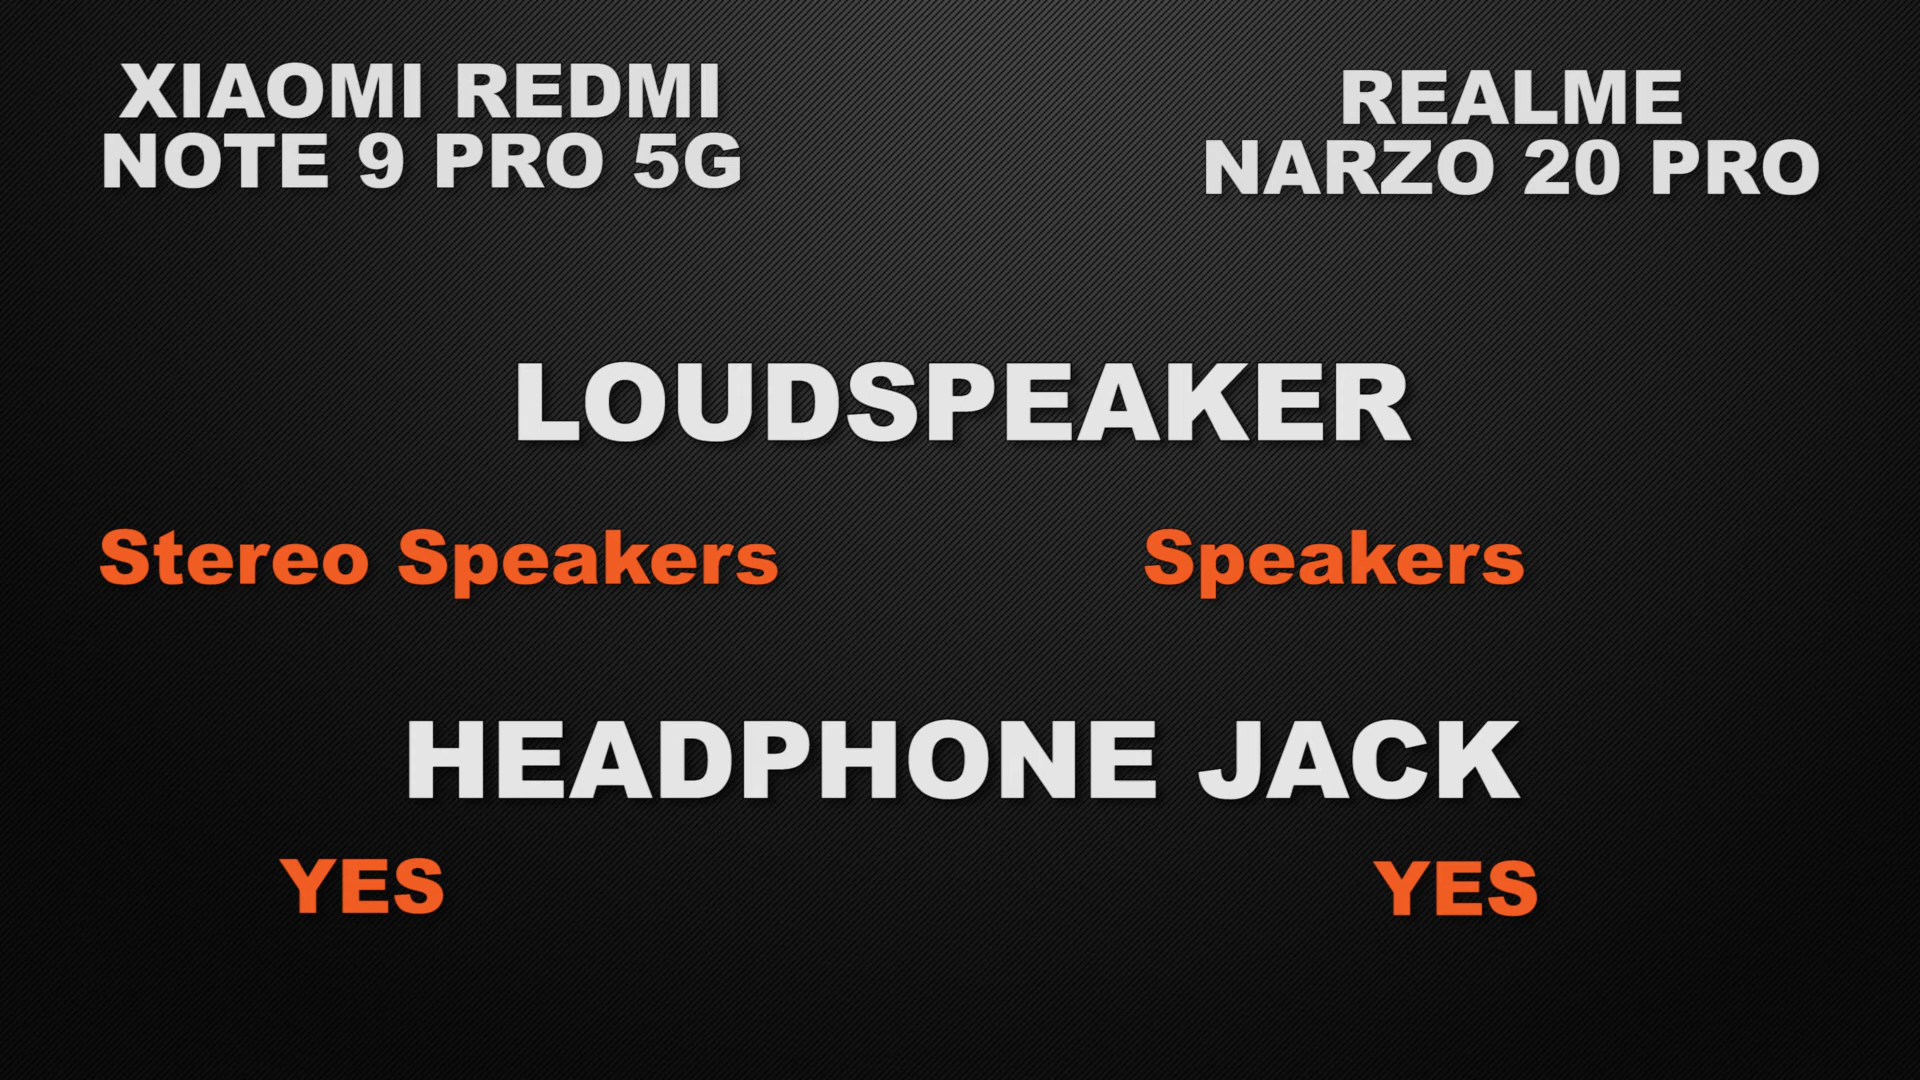 XIAOMI REDMI
NOTE 9 PRO 5G
REALME
NARZO 20 PRO
LOUDSPEAKER
Stereo Speakers
Speakers
HEADPHONE JACK
YES
YES